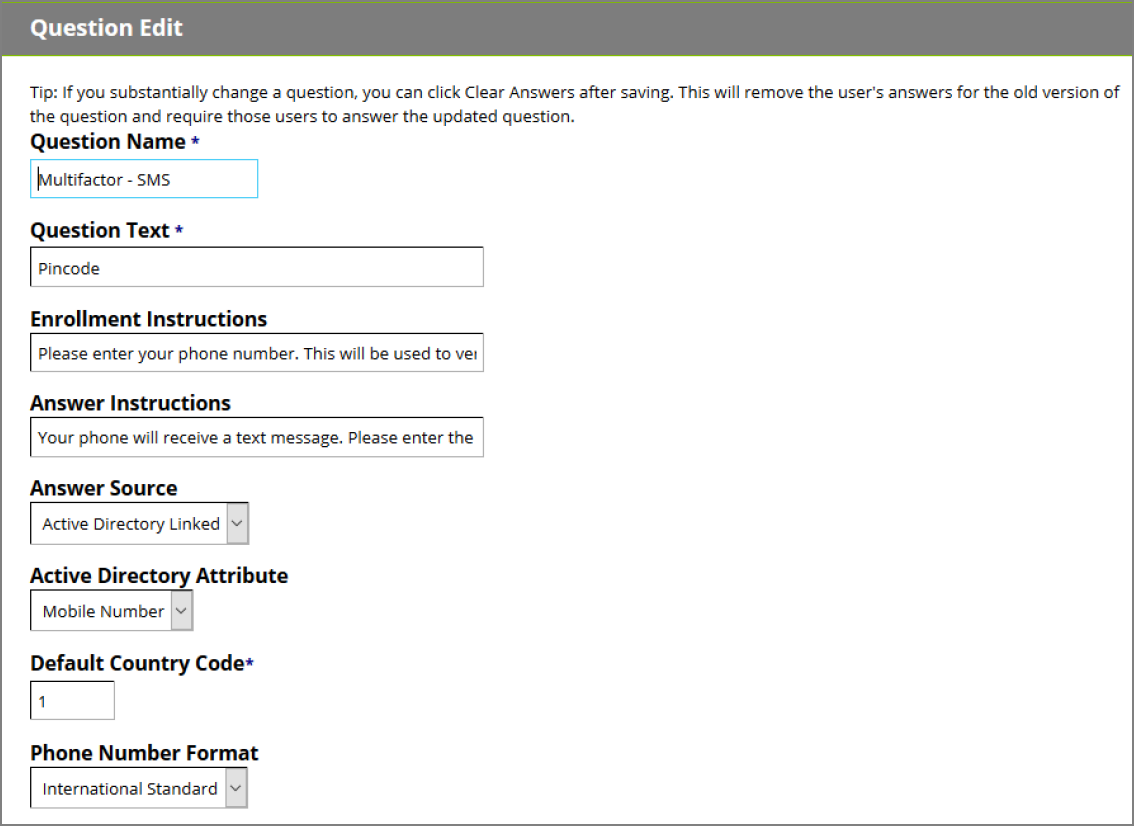 Question Edit
Tip: If you substantially change a question, you can click Clear Answers after saving. This will remove the user's answers for the old version of
the question and require those users to answer the updated question.
Question Name *
Multifactor - SMS
Question Text *
Pincode
Enrollment Instructions
Please enter your phone number. This will be used to ver
Answer Instructions
Your phone will receive a text message. Please enter the
Answer Source
Active Directory Linked
Active Directory Attribute
Mobile Number
Default Country Code*
1
Phone Number Format
International Standard